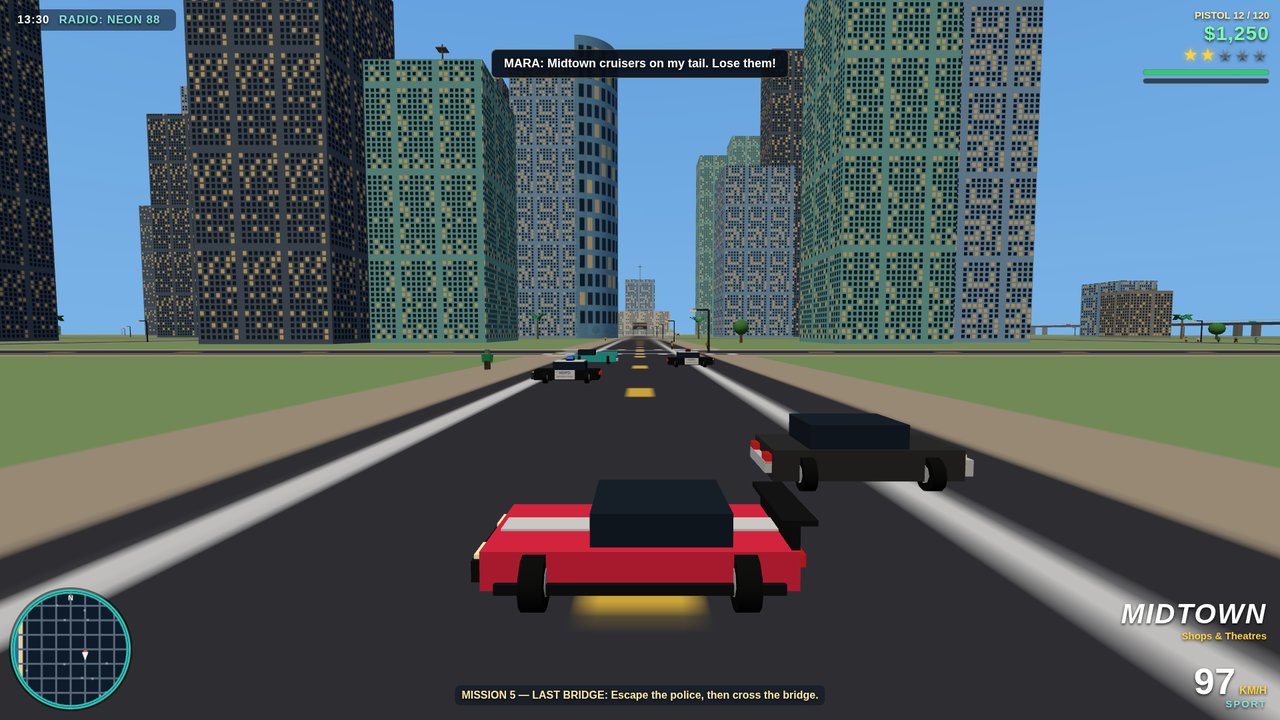 13:30 RADIO: NEON 88
PISTOL 12 / 120
$1,250
MARA: Midtown cruisers on my tail. Lose them!
N
MIDTOWN
Shops & Theatres
97 KM/H
SPORT
MISSION 5 — LAST BRIDGE: Escape the police, then cross the bridge.